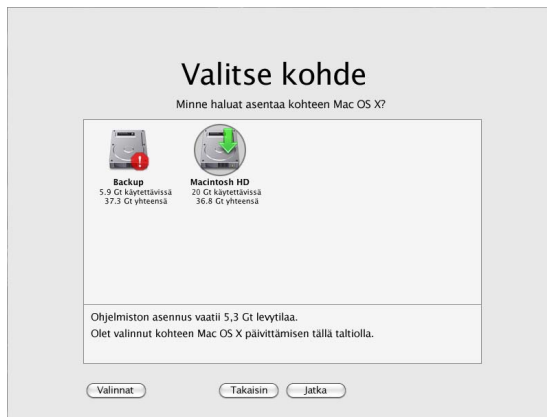 Valitse kohde
Minne haluat asentaa kohteen Mac OS X?
Backup
5.9 Gt käytettävissä
37.3 Gt yhteensä
Macintosh HD
20 Gt käytettävissä
36.8 Gt yhteensä
Ohjelmiston asennus vaatii 5,3 Gt levytilaa.
Olet valinnut kohteen Mac OS X päivittämisen tällä taltiolla.
Valinnat
Takaisin
Jatka